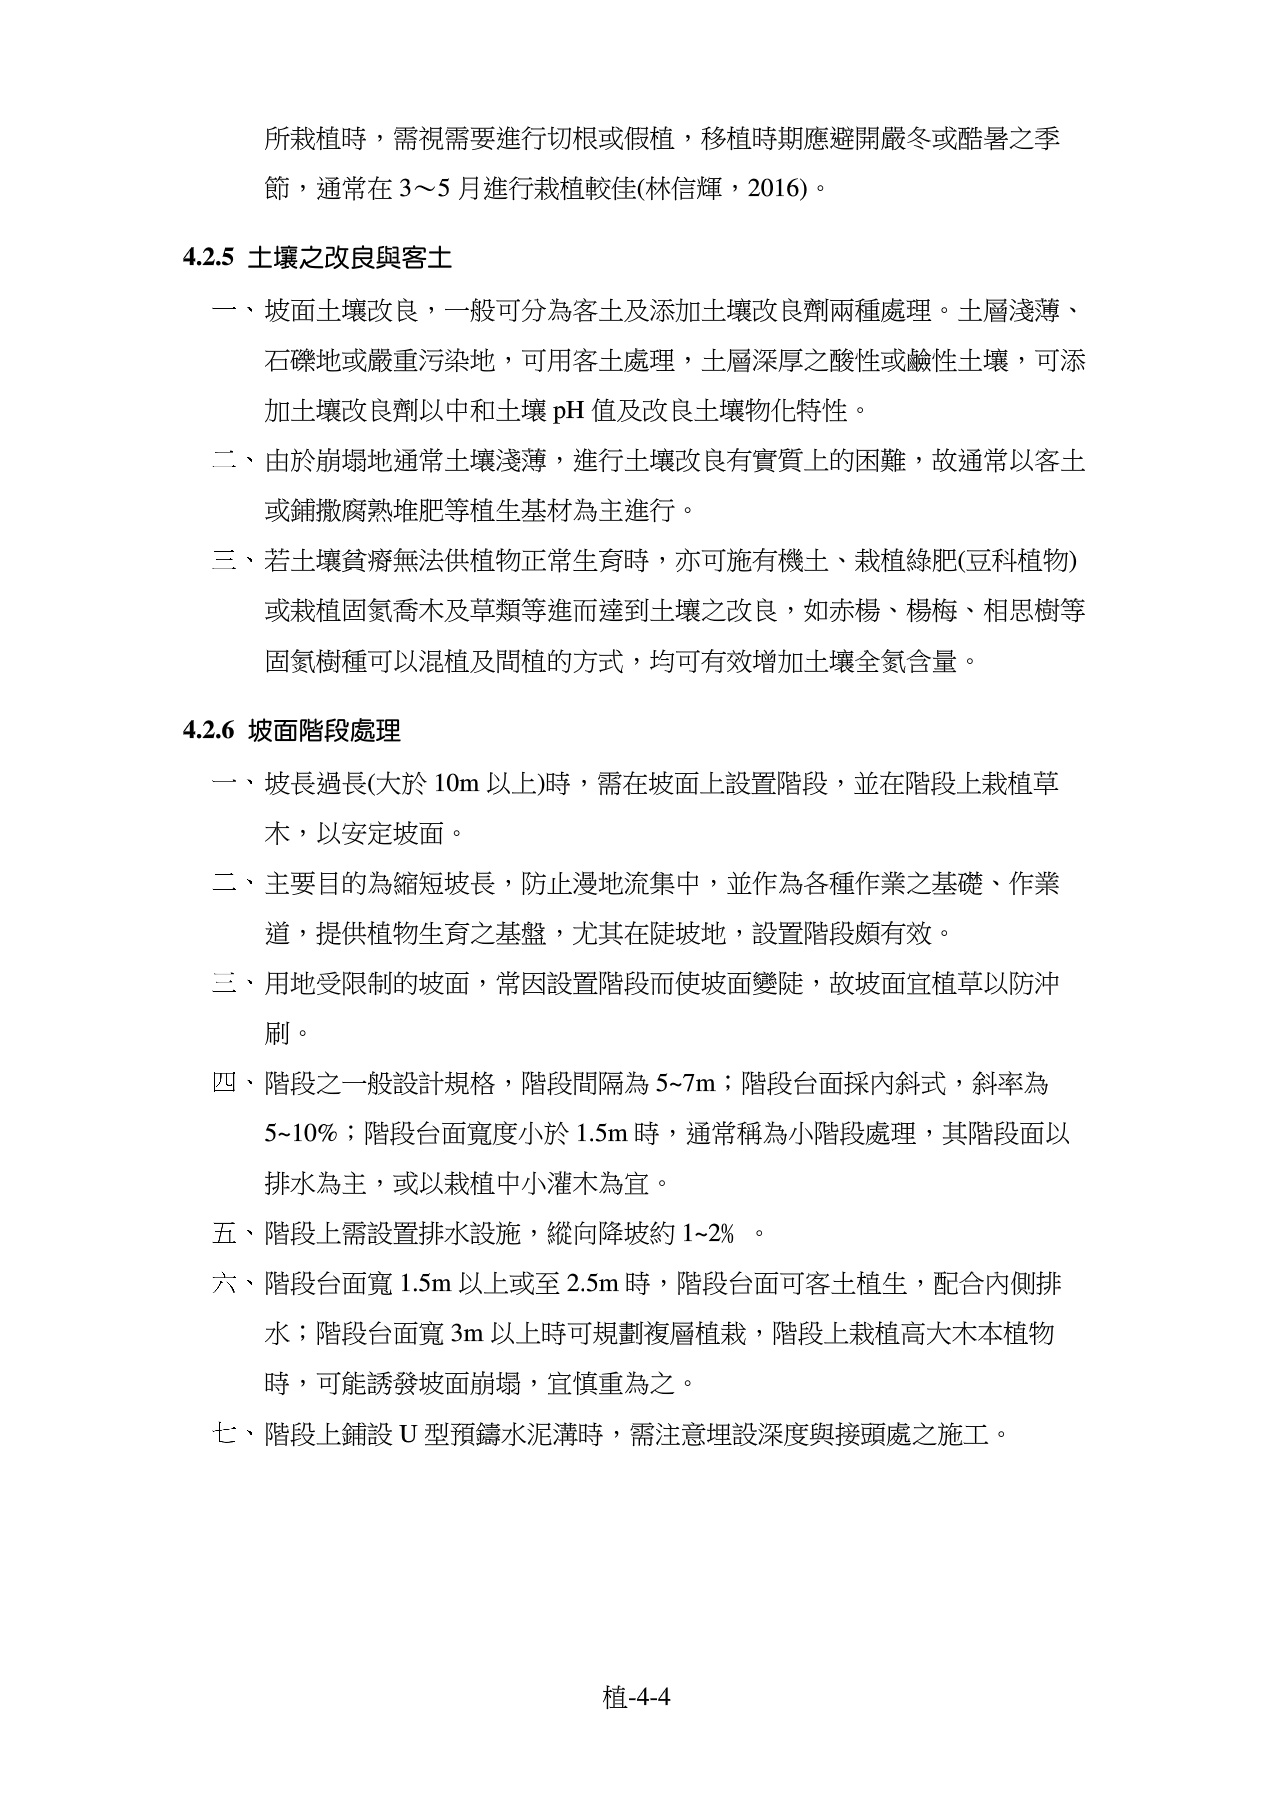 所栽植時，需視需要進行切根或假植，移植時期應避開嚴冬或酷暑之季
節，通常在 3～5 月進行栽植較佳(林信輝，2016)。
4.2.5 土壤之改良與客土
一、坡面土壤改良，一般可分為客土及添加土壤改良劑兩種處理。土層淺薄、
石礫地或嚴重污染地，可用客土處理，土層深厚之酸性或鹼性土壤，可添
加土壤改良劑以中和土壤 pH 值及改良土壤物化特性。
二、由於崩塌地通常土壤淺薄，進行土壤改良有實質上的困難，故通常以客土
或鋪撒腐熟堆肥等植生基材為主進行。
三、若土壤貧瘠無法供植物正常生育時，亦可施有機土、栽植綠肥(豆科植物)
或栽植固氮喬木及草類等進而達到土壤之改良，如赤楊、楊梅、相思樹等
固氮樹種可以混植及間植的方式，均可有效增加土壤全氮含量。
4.2.6 坡面階段處理
一、坡長過長(大於 10m 以上)時，需在坡面上設置階段，並在階段上栽植草
木，以安定坡面。
二、主要目的為縮短坡長，防止漫地流集中，並作為各種作業之基礎、作業
道，提供植物生育之基盤，尤其在陡坡地，設置階段頗有效。
三、用地受限制的坡面，常因設置階段而使坡面變陡，故坡面宜植草以防沖
刷。
四、階段之一般設計規格，階段間隔為 5~7m；階段台面採內斜式，斜率為
5~10%；階段台面寬度小於 1.5m 時，通常稱為小階段處理，其階段面以
排水為主，或以栽植中小灌木為宜。
五、階段上需設置排水設施，縱向降坡約 1~2% 。
六、階段台面寬 1.5m 以上或至 2.5m 時，階段台面可客土植生，配合內側排
水；階段台面寬 3m 以上時可規劃複層植栽，階段上栽植高大木本植物
時，可能誘發坡面崩塌，宜慎重為之。
七、階段上鋪設 U 型預鑄水泥溝時，需注意埋設深度與接頭處之施工。
植-4-4